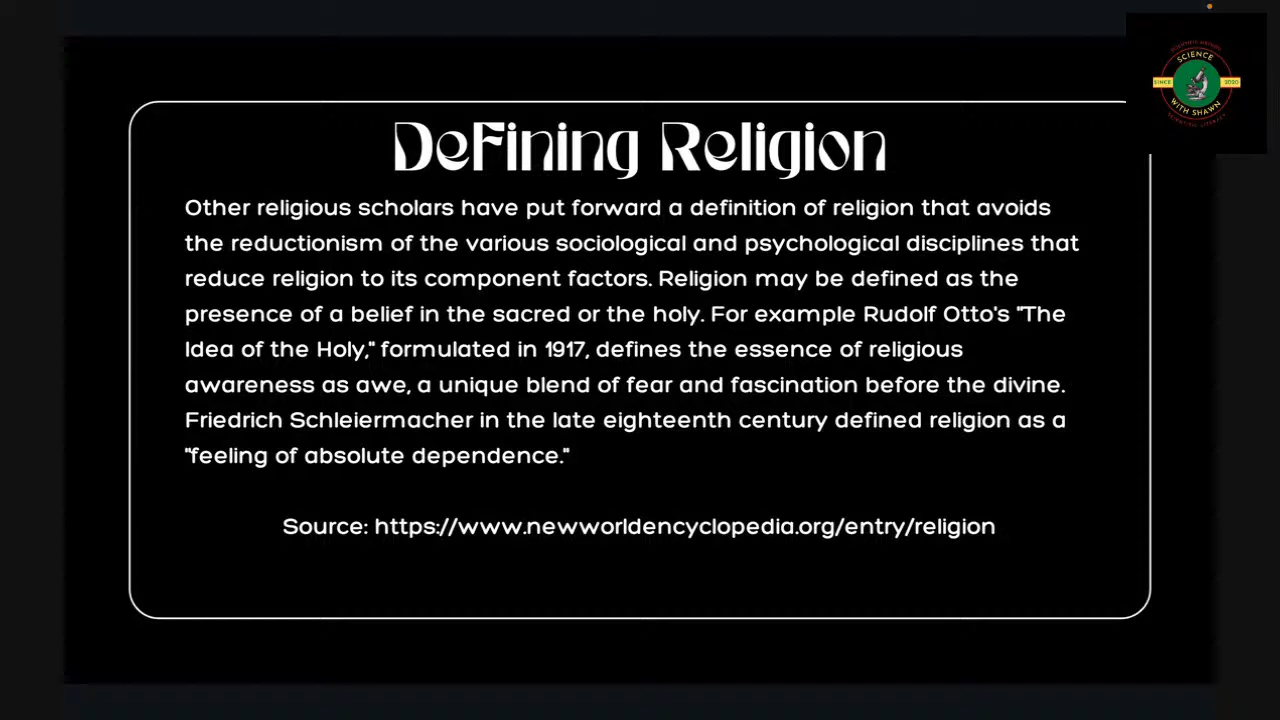 DeFining Religion
Other religious scholars have put forward a definition of religion that avoids
the reductionism of the various sociological and psychological disciplines that
reduce religion to its component factors. Religion may be defined as the
presence of a belief in the sacred or the holy. For example Rudolf Otto's "The
Idea of the Holy," formulated in 1917, defines the essence of religious
awareness as awe, a unique blend of fear and fascination before the divine.
Friedrich Schleiermacher in the late eighteenth century defined religion as a
"feeling of absolute dependence."
Source: https://www.newworldencyclopedia.org/entry/religion
SCIENCE
SINCE
2020
WITH SHAWN
SCIENTIFIC LITERACY